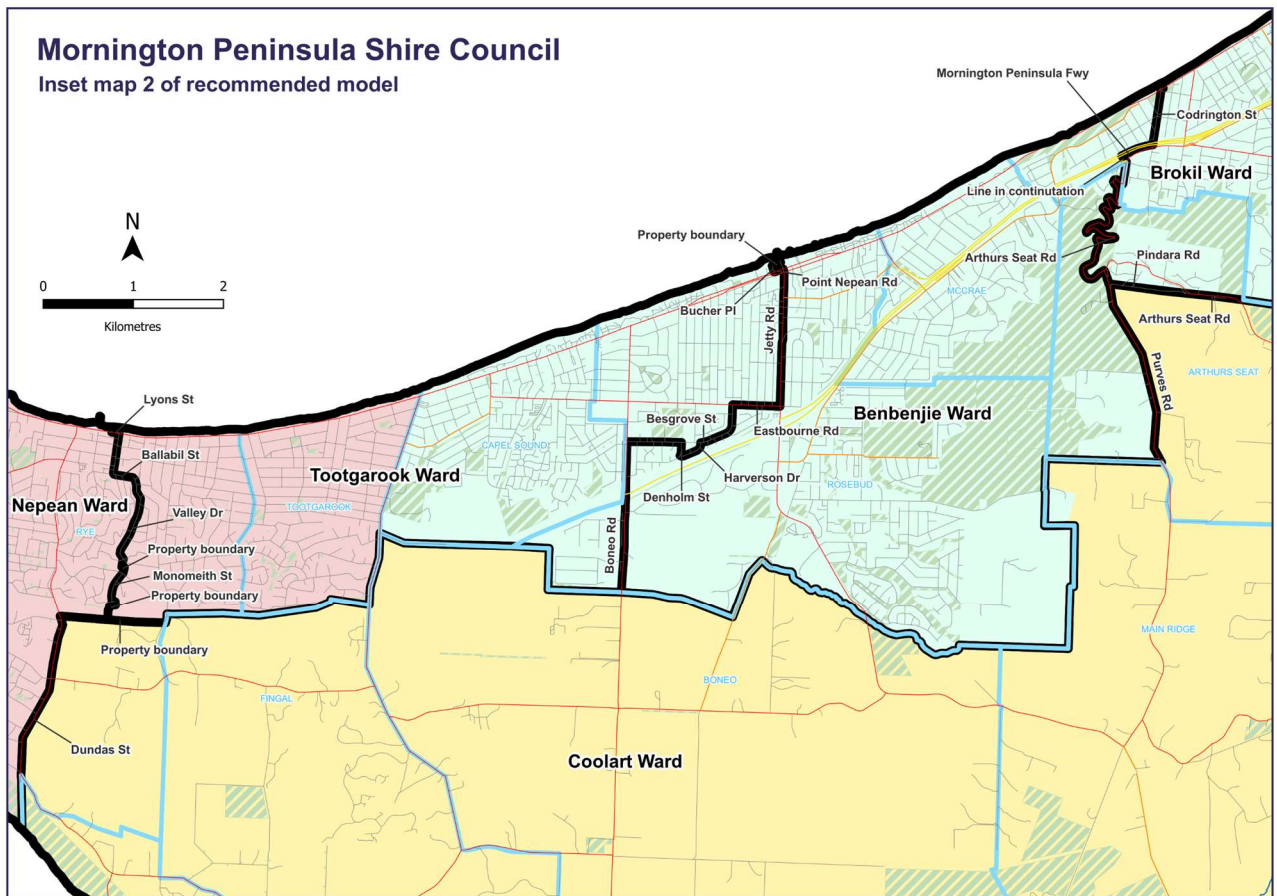 Mornington Peninsula Shire Council
Inset map 2 of recommended model
Mornington Peninsula Fwy
Codrington St
Brokil Ward
Line in continutation
N
Property boundary
Arthurs Seat Rd
Pindara Rd
0 1 2
Kilometres
Point Nepean Rd
MCCRAE
Bucher Pl
Arthurs Seat Rd
Jetty Rd
Purves Rd
ARTHURS SEAT
Lyons St
Besgrove St
Benbenjie Ward
Eastbourne Rd
CAPEL SOUND
Ballabil St
Tootgarook Ward
Harverson Dr
ROSEBUD
Denholm St
Nepean Ward
TOOTGAROOK
Valley Dr
RYE
Boneo Rd
Property boundary
Monomeith St
Property boundary
MAIN RIDGE
Property boundary
BONEO
FINGAL
Dundas St
Coolart Ward